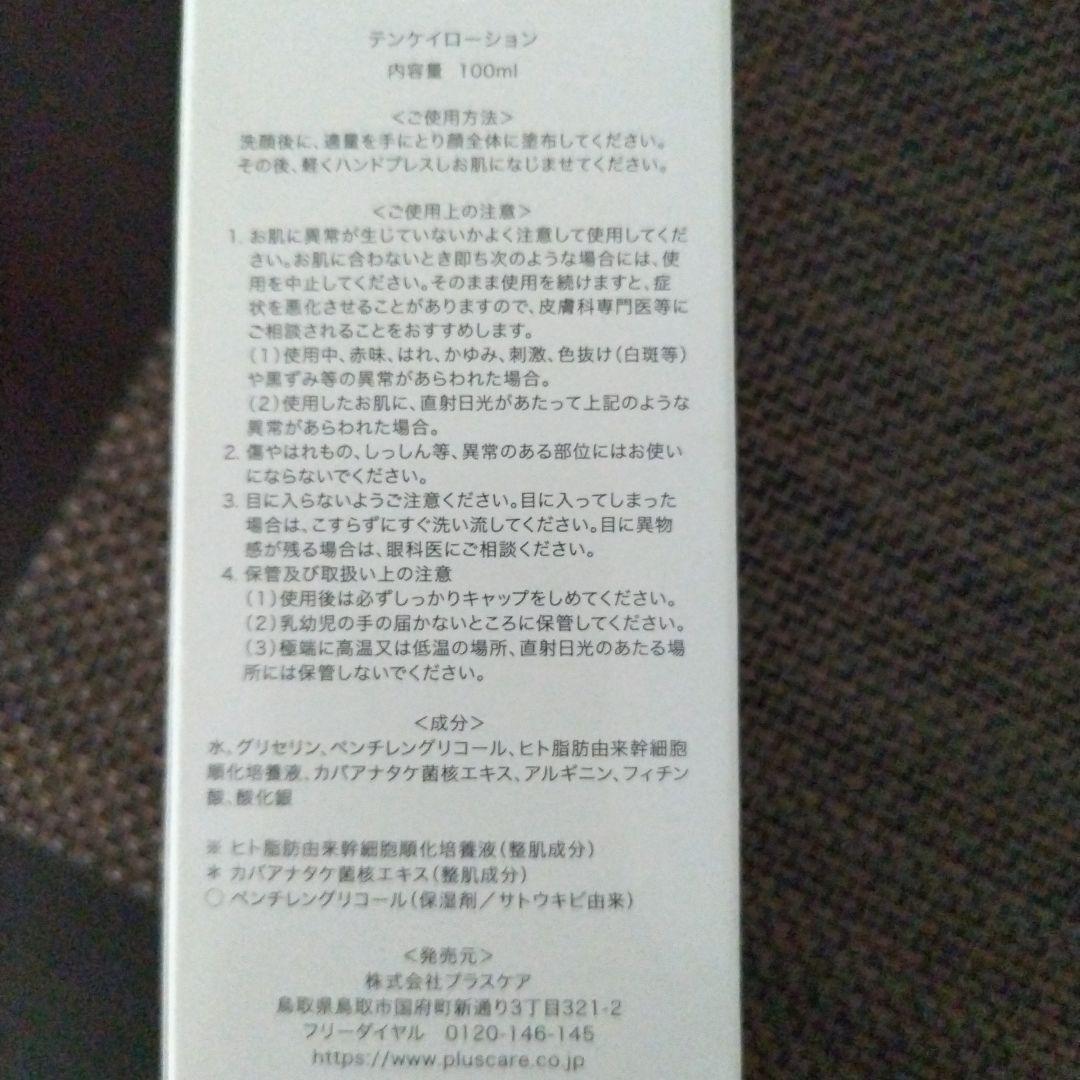 テンケイローション
内容量 100ml
＜ご使用方法＞
洗顔後に、適量を手にとり顔全体に塗布してください。
その後、軽くハンドプレスしお肌になじませてください。
＜ご使用上の注意＞
1. お肌に異常が生じていないかよく注意して使用してくだ
さい。お肌に合わないとき即ち次のような場合には、使
用を中止してください。そのまま使用を続けますと、症
状を悪化させることがありますので、皮膚科専門医等に
ご相談されることをおすすめします。
（1）使用中、赤味、はれ、かゆみ、刺激、色抜け（白斑等）
や黒ずみ等の異常があらわれた場合。
（2）使用したお肌に、直射日光があたって上記のような
異常があらわれた場合。
2. 傷やはれもの、しっしん等、異常のある部位にはお使い
にならないでください。
3. 目に入らないようご注意ください。目に入ってしまった
場合は、こすらずにすぐ洗い流してください。目に異物
感が残る場合は、眼科医にご相談ください。
4. 保管及び取扱い上の注意
（1）使用後は必ずしっかりキャップをしめてください。
（2）乳幼児の手の届かないところに保管してください。
（3）極端に高温又は低温の場所、直射日光のあたる場
所には保管しないでください。
＜成分＞
水、グリセリン、ペンチレングリコール、ヒト脂肪由来幹細胞
順化培養液、カバアナタケ菌核エキス、アルギニン、フィチン
酸、酸化銀
※ ヒト脂肪由来幹細胞順化培養液（整肌成分）
＊ カバアナタケ菌核エキス（整肌成分）
○ ペンチレングリコール（保湿剤／サトウキビ由来）
＜発売元＞
株式会社プラスケア
鳥取県鳥取市国府町新通り3丁目321-2
フリーダイヤル 0120-146-145
https://www.pluscare.co.jp